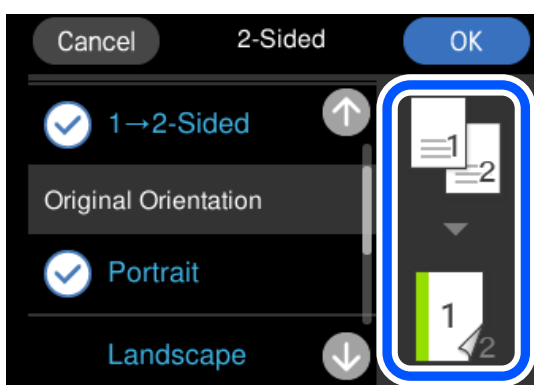 Cancel 2-Sided OK
1→2-Sided
Original Orientation
Portrait
Landscape
1
2
1
2